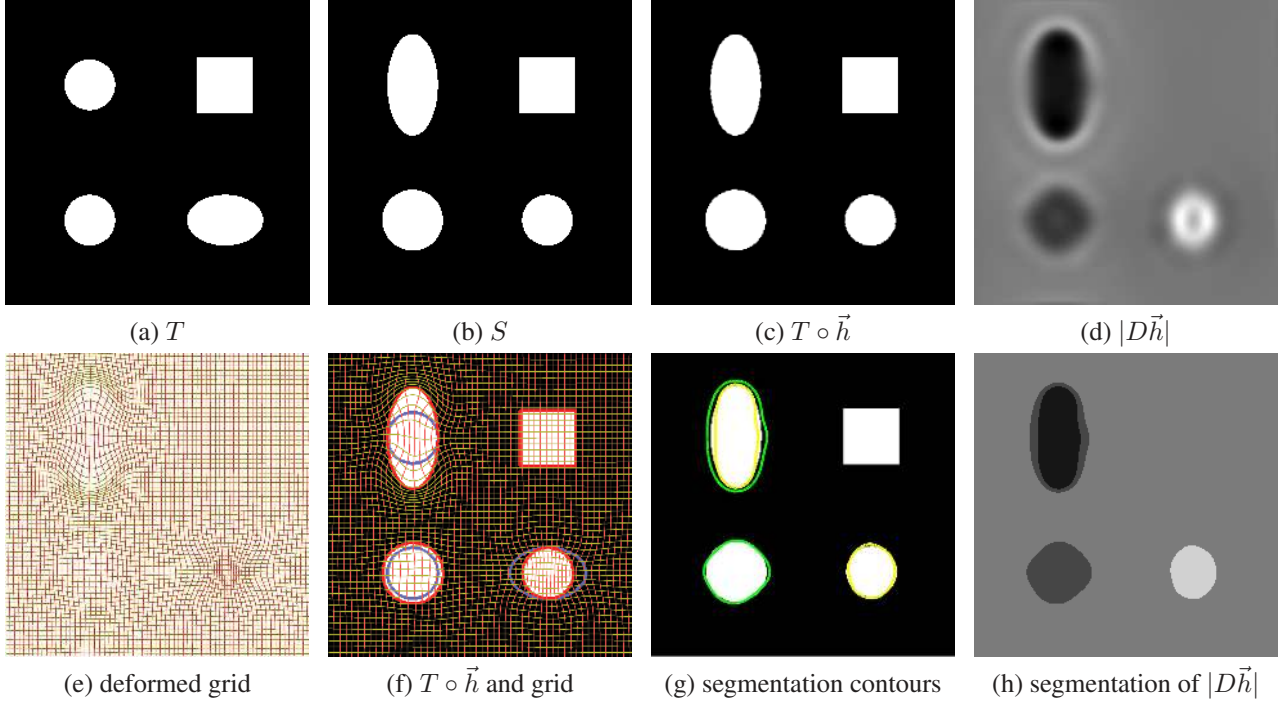 (a) T
(b) S
(c) T ∘ h⃗
(d) |Dh⃗|
(e) deformed grid
(f) T ∘ h⃗ and grid
(g) segmentation contours
(h) segmentation of |Dh⃗|